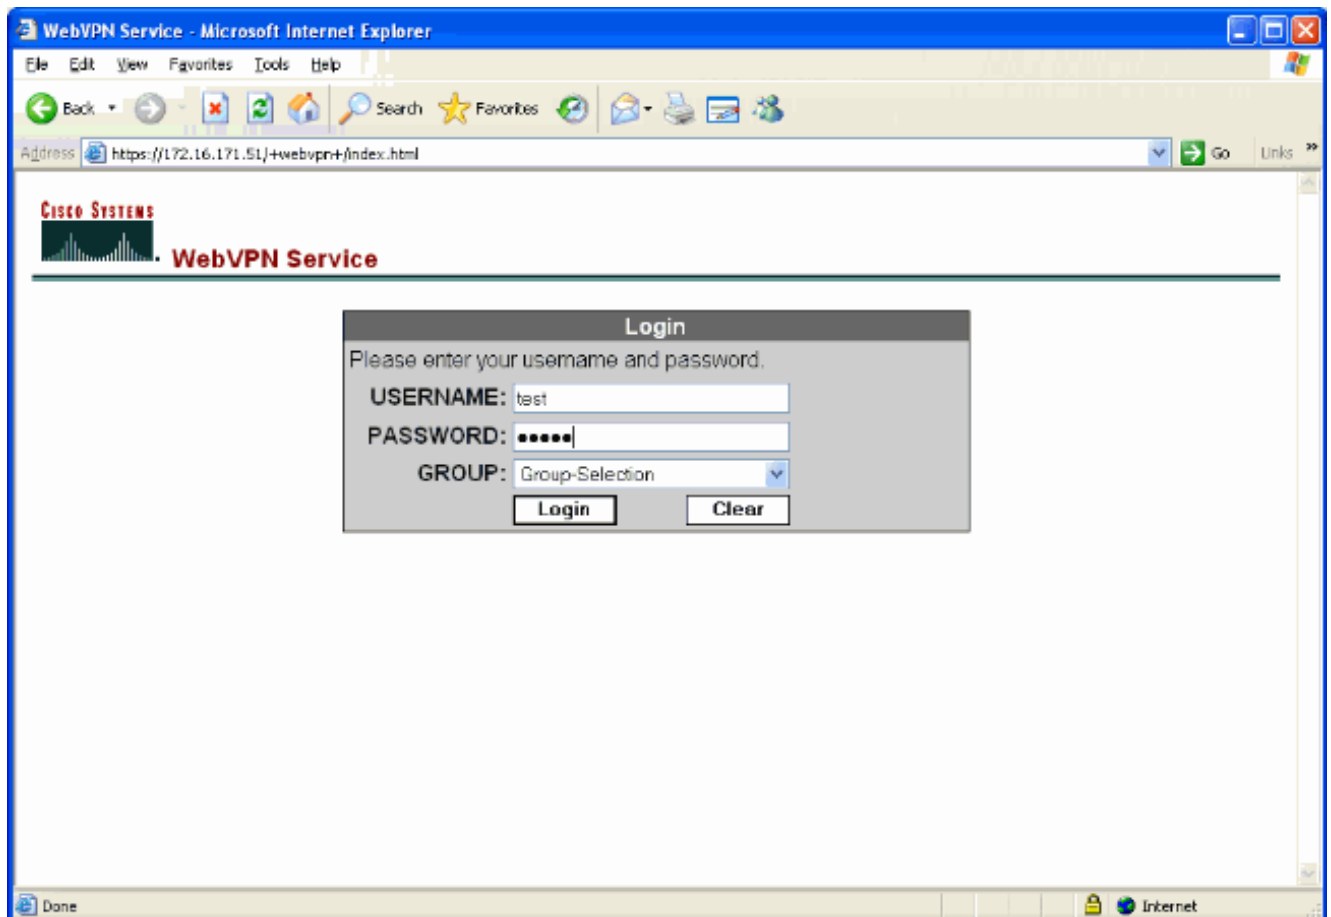 WebVPN Service - Microsoft Internet Explorer
File Edit View Favorites Tools Help
Back Search Favorites
Address https://172.16.171.51/+webvpn+/index.html Go Links »
CISCO SYSTEMS
WebVPN Service
Login
Please enter your username and password.
USERNAME: test
PASSWORD: •••••
GROUP: Group-Selection
Login Clear
Done Internet